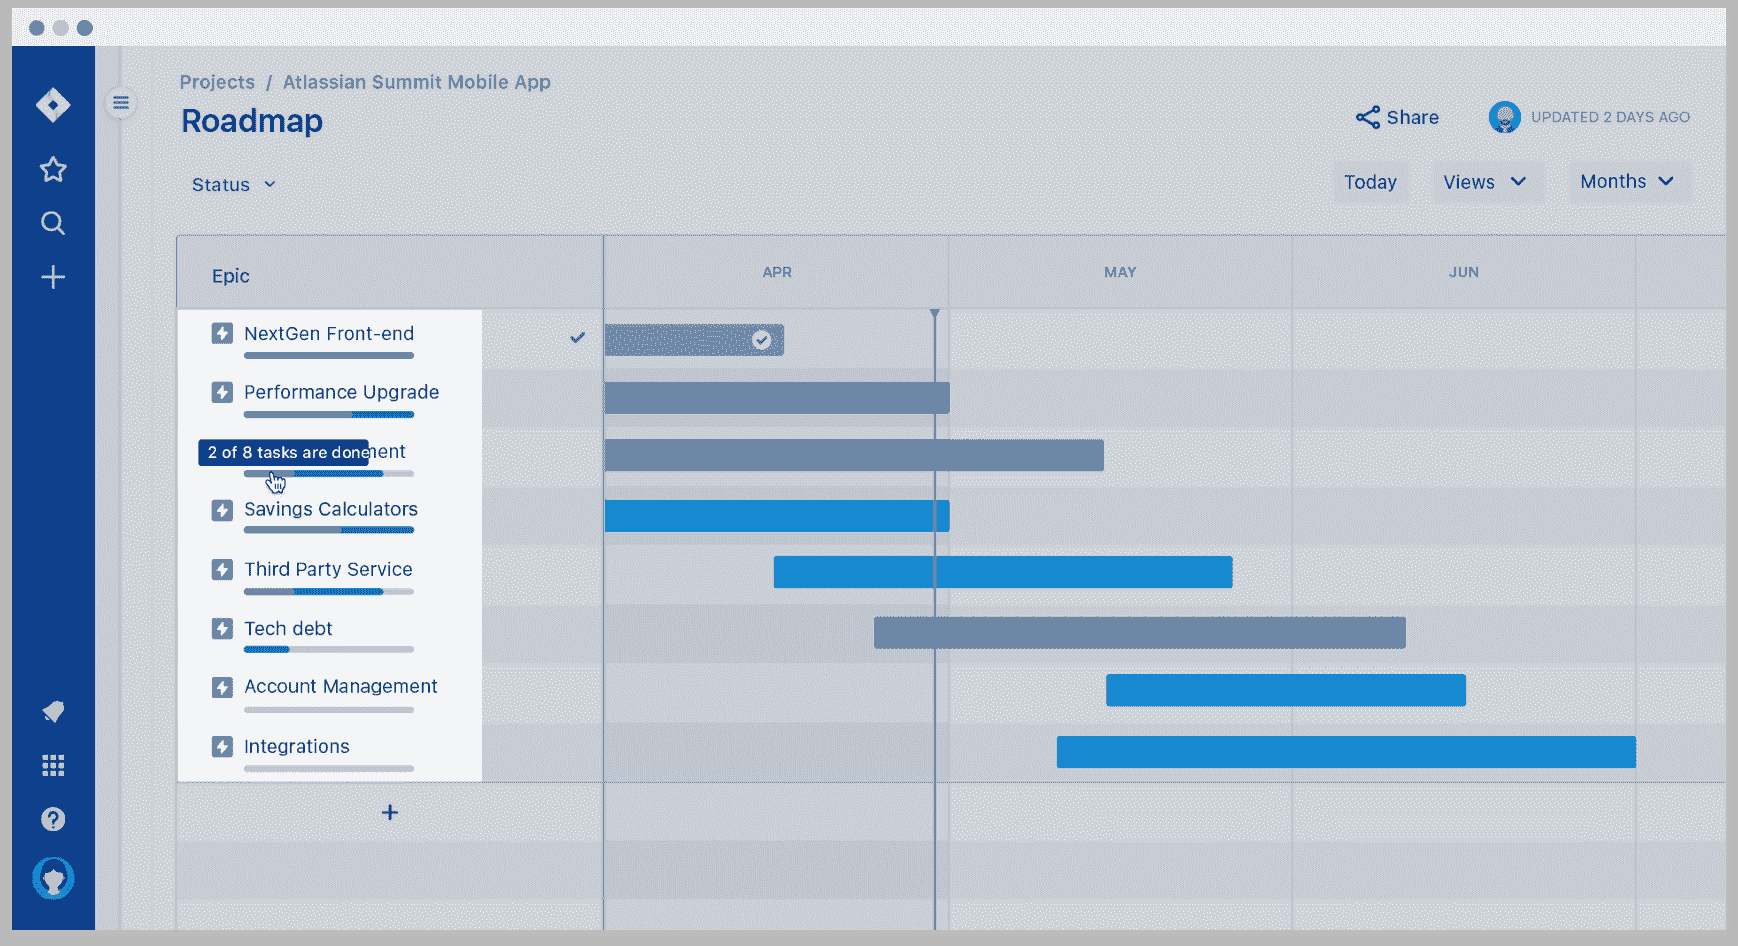 Projects / Atlassian Summit Mobile App
Roadmap
Share
UPDATED 2 DAYS AGO
Status
Today
Views
Months
Epic
APR
MAY
JUN
NextGen Front-end
Performance Upgrade
2 of 8 tasks are done
Savings Calculators
Third Party Service
Tech debt
Account Management
Integrations